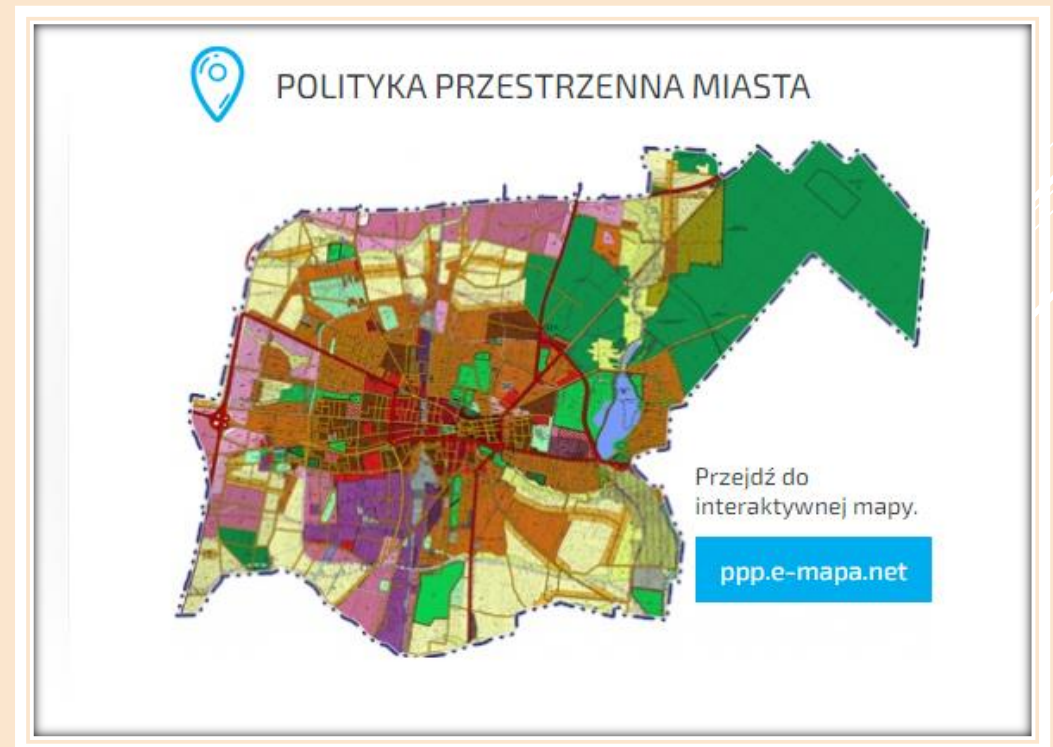 POLITYKA PRZESTRZENNA MIASTA
Przejdź do
interaktywnej mapy.
ppp.e-mapa.net